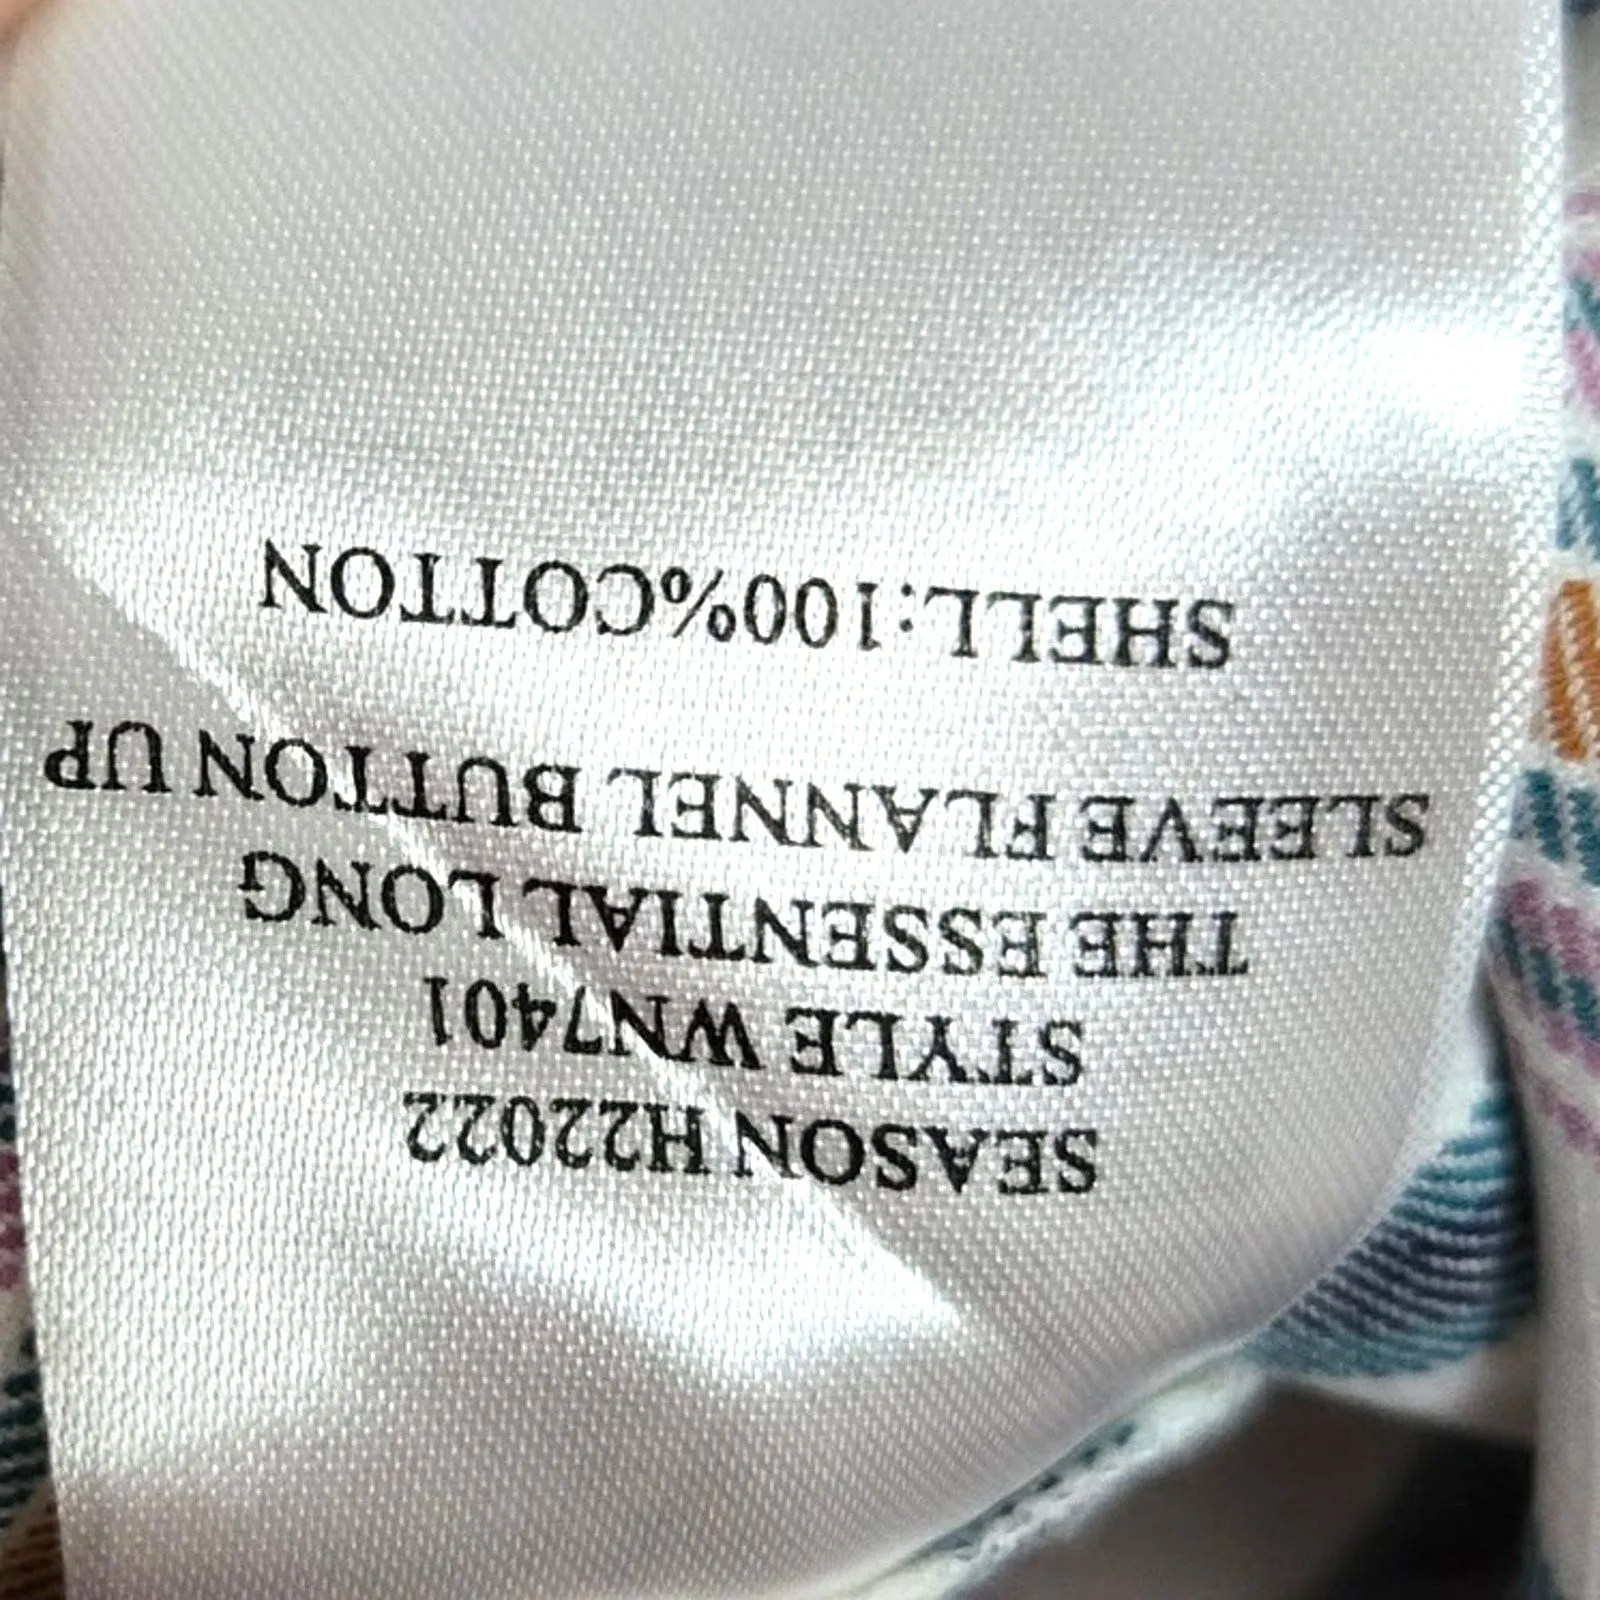 SEASON H22022
STYLE WN7401
THE ESSENTIAL LONG
SLEEVE FLANNEL BUTTON UP
SHELL:100%COTTON